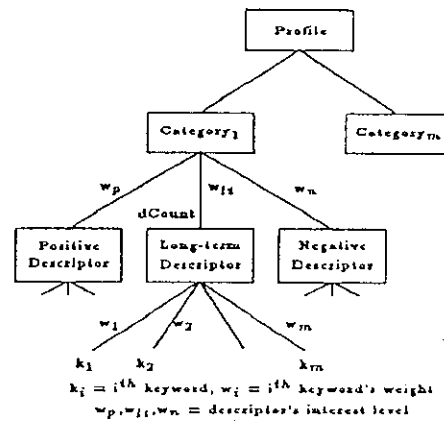 Profile
Category₁ Categoryₘ
wₚ wₗₜ wₙ
dCount
Positive Descriptor Long-term Descriptor Negative Descriptor
w₁ w₂ wₘ
k₁ k₂ kₘ
kᵢ = iᵗʰ keyword, wᵢ = iᵗʰ keyword's weight
wₚ,wₗₜ,wₙ = descriptor's interest level